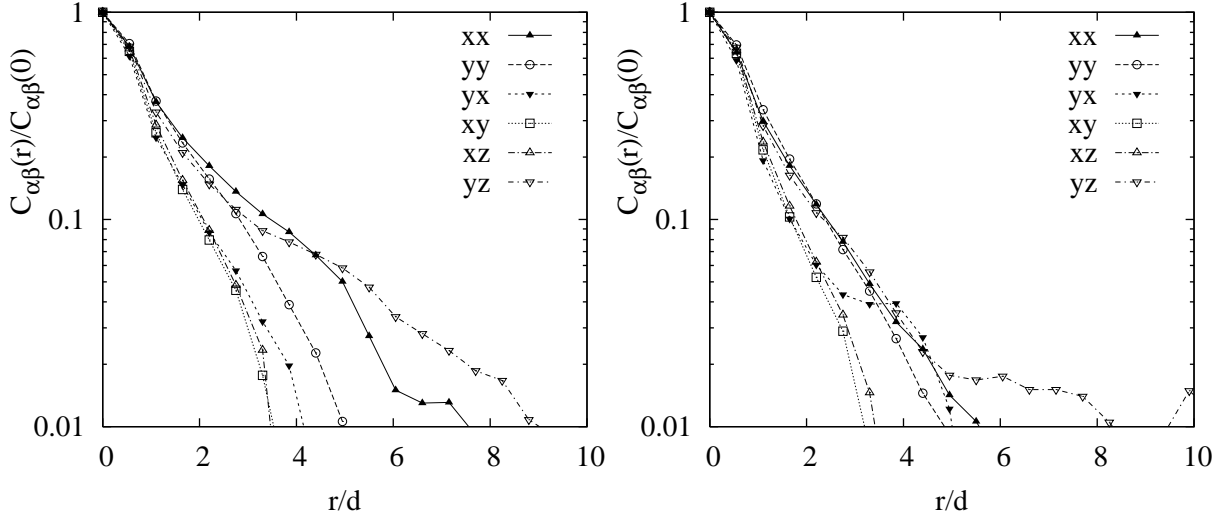 1
0.1
0.01
0 2 4 6 8 10
C_αβ(r)/C_αβ(0)
r/d
xx
yy
yx
xy
xz
yz
1
0.1
0.01
0 2 4 6 8 10
C_αβ(r)/C_αβ(0)
r/d
xx
yy
yx
xy
xz
yz